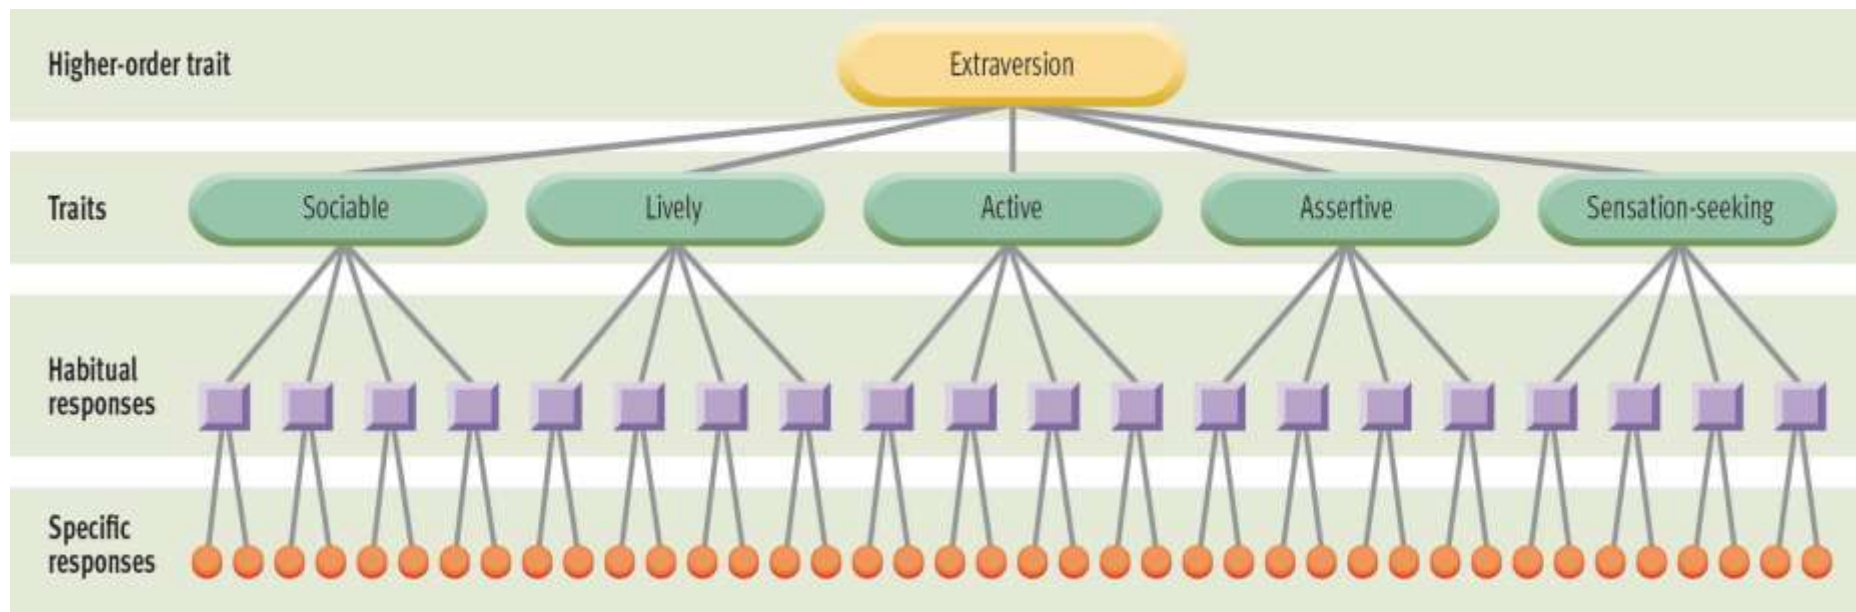 Higher-order trait
Extraversion
Traits
Sociable
Lively
Active
Assertive
Sensation-seeking
Habitual
responses
Specific
responses